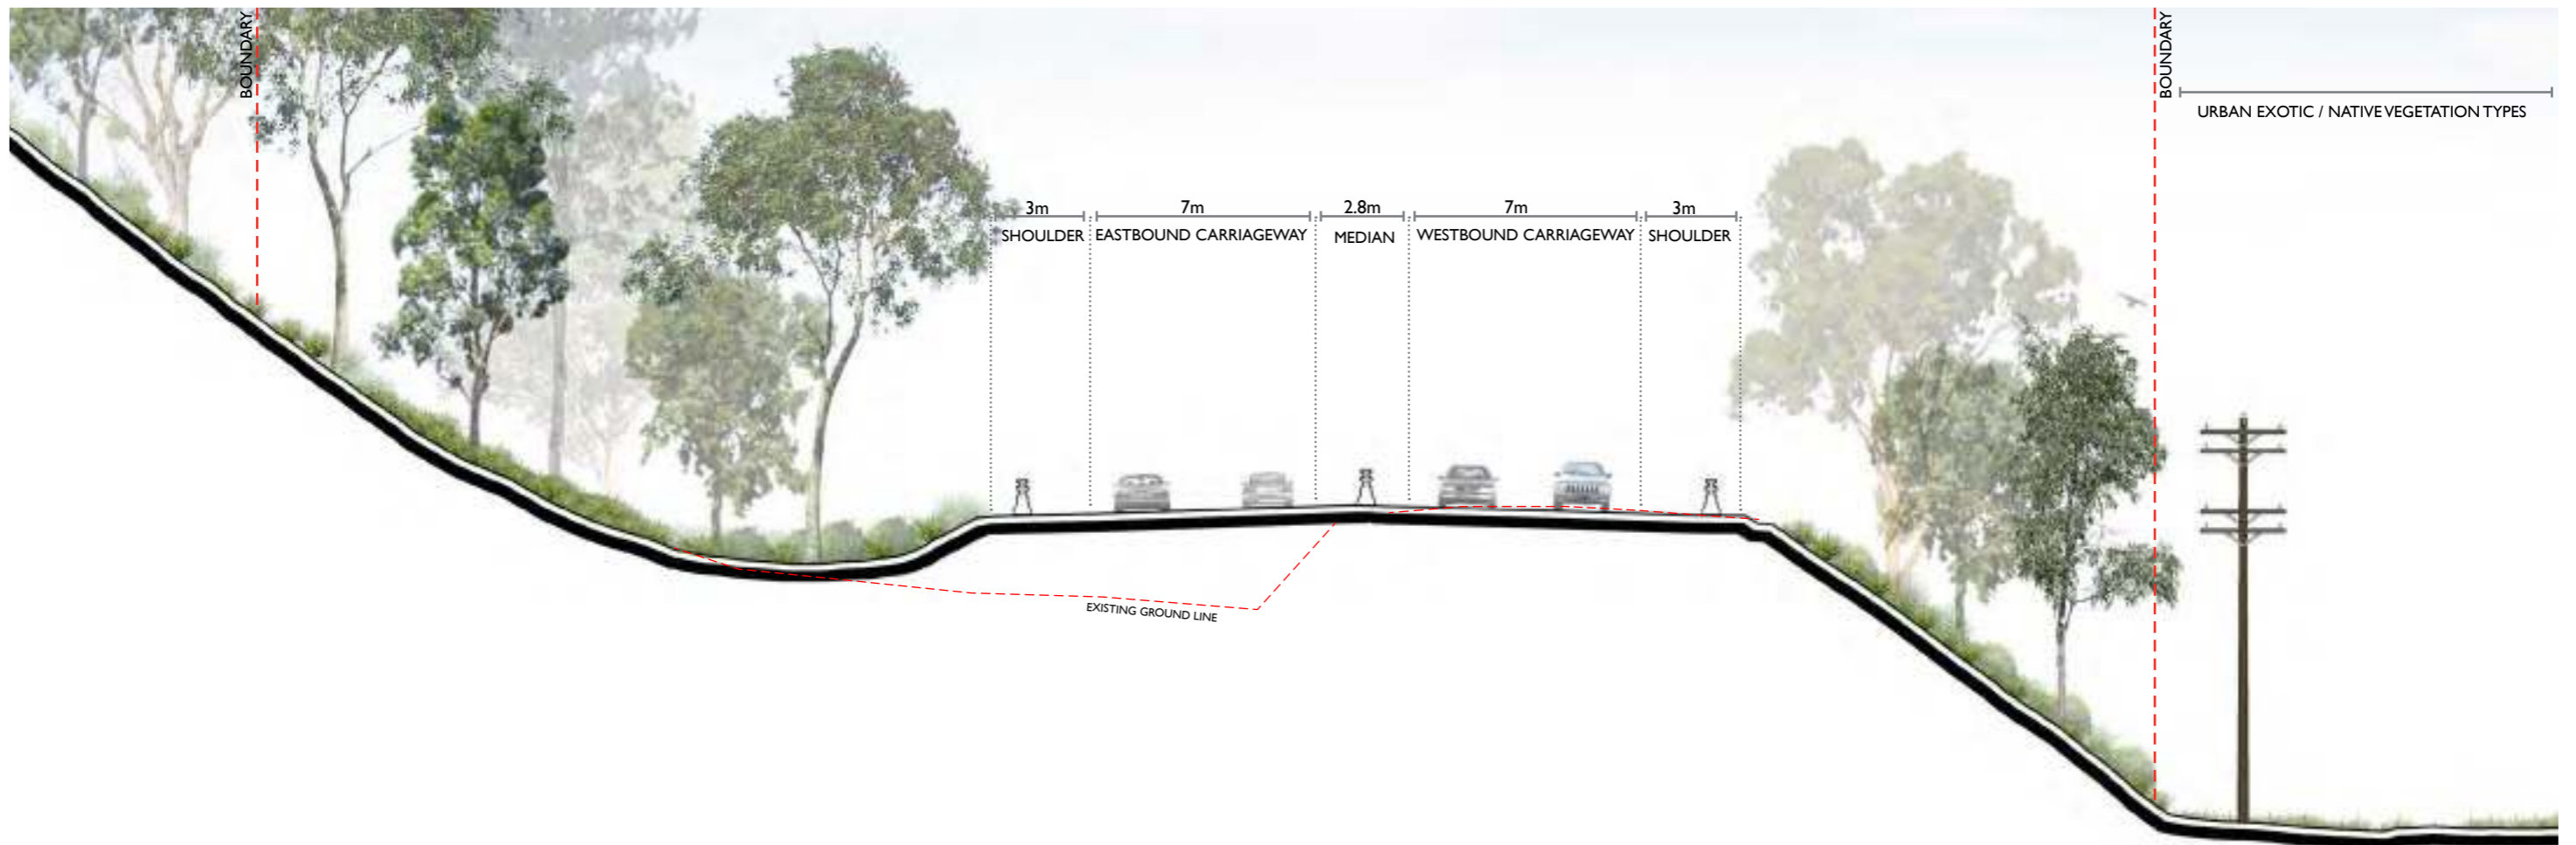 BOUNDARY
BOUNDARY
URBAN EXOTIC / NATIVE VEGETATION TYPES
3m
7m
2.8m
7m
3m
SHOULDER
EASTBOUND CARRIAGEWAY
MEDIAN
WESTBOUND CARRIAGEWAY
SHOULDER
EXISTING GROUND LINE